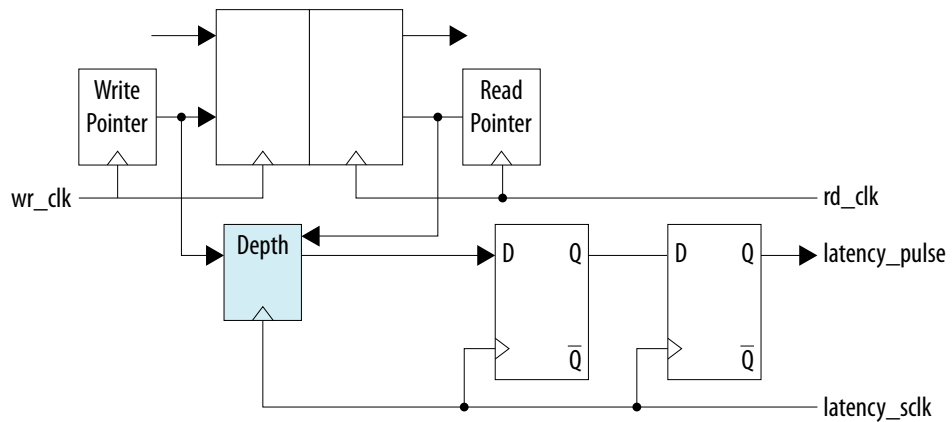 Write
Pointer
Read
Pointer
wr_clk
rd_clk
Depth
D
Q
D
Q
latency_pulse
Q̅
Q̅
latency_sclk